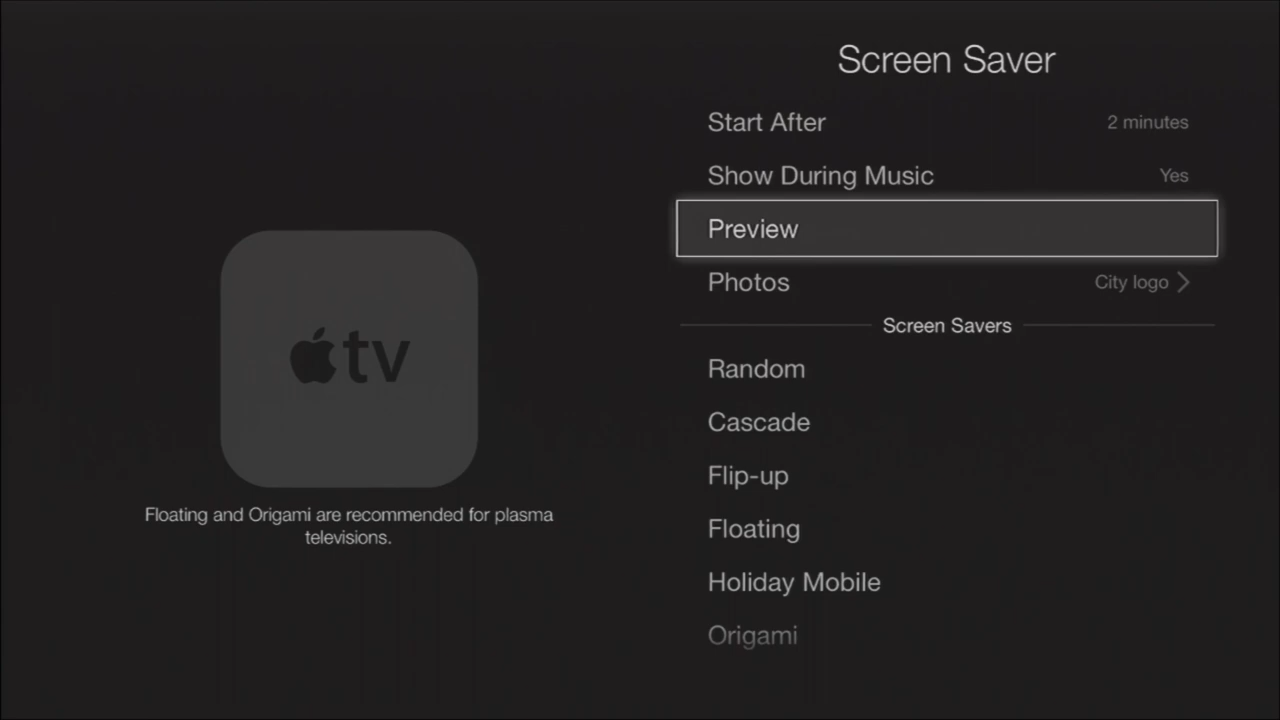 Screen Saver
Start After 2 minutes
Show During Music Yes
Preview
Photos City logo
Screen Savers
Random
Cascade
Flip-up
Floating
Holiday Mobile
Origami
tv
Floating and Origami are recommended for plasma
televisions.